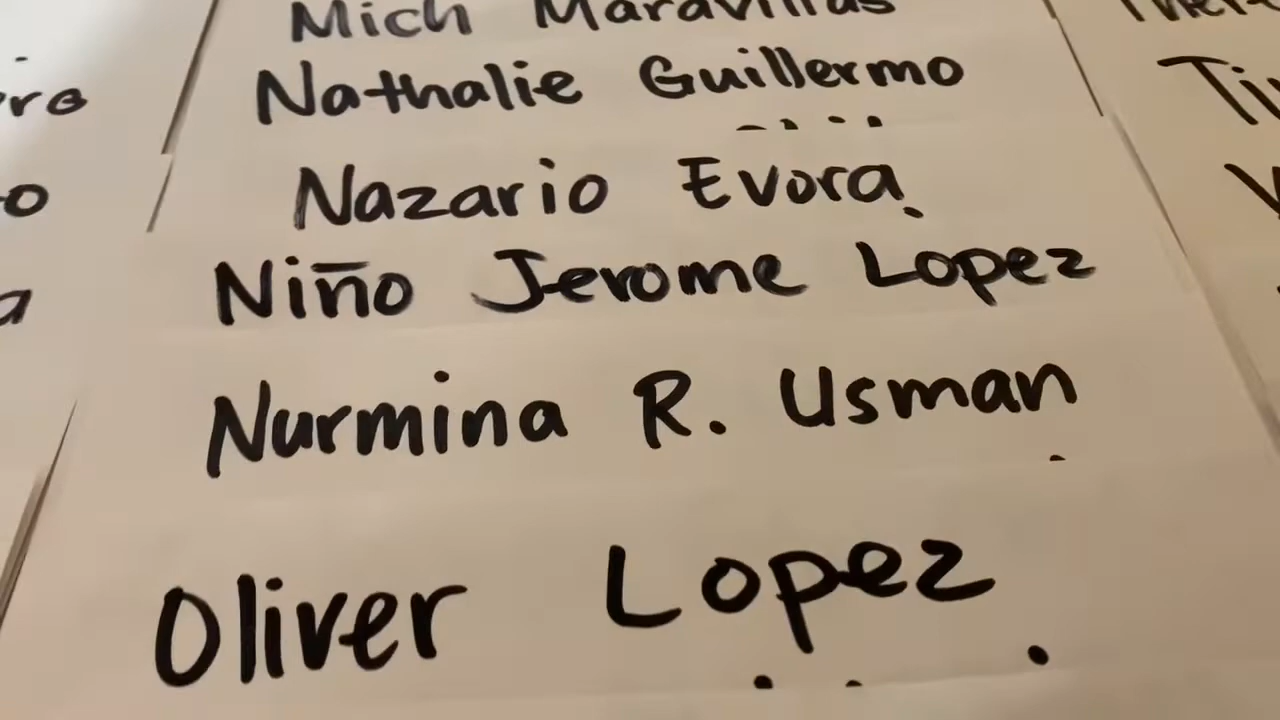 Mich Maravillas
Nathalie Guillermo
Nazario Evora
Niño Jerome Lopez
Nurmina R. Usman
Oliver Lopez